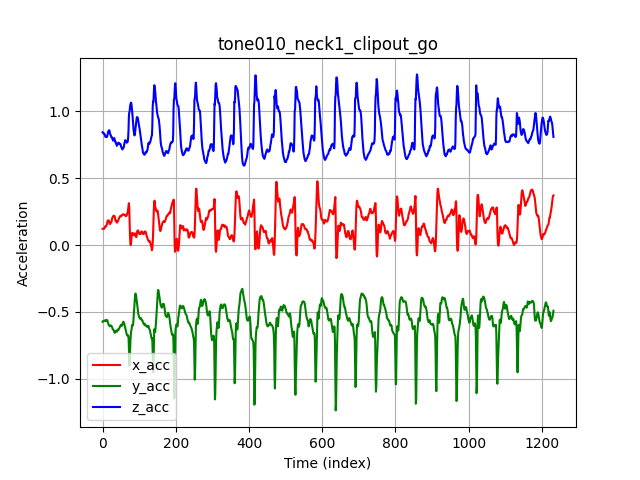 tone010_neck1_clipout_go
Acceleration
1.0
0.5
0.0
−0.5
−1.0
x_acc
y_acc
z_acc
0 200 400 600 800 1000 1200
Time (index)